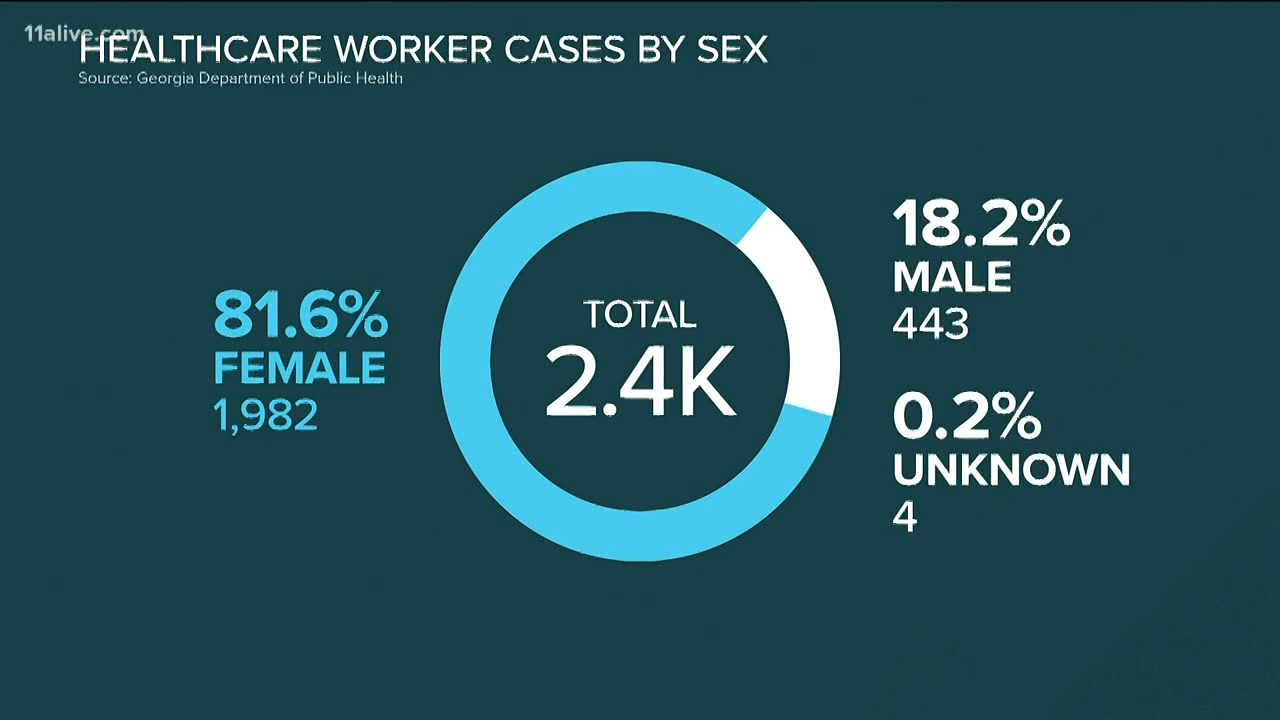 11alive.com
HEALTHCARE WORKER CASES BY SEX
Source: Georgia Department of Public Health
81.6%
FEMALE
1,982
TOTAL
2.4K
18.2%
MALE
443
0.2%
UNKNOWN
4